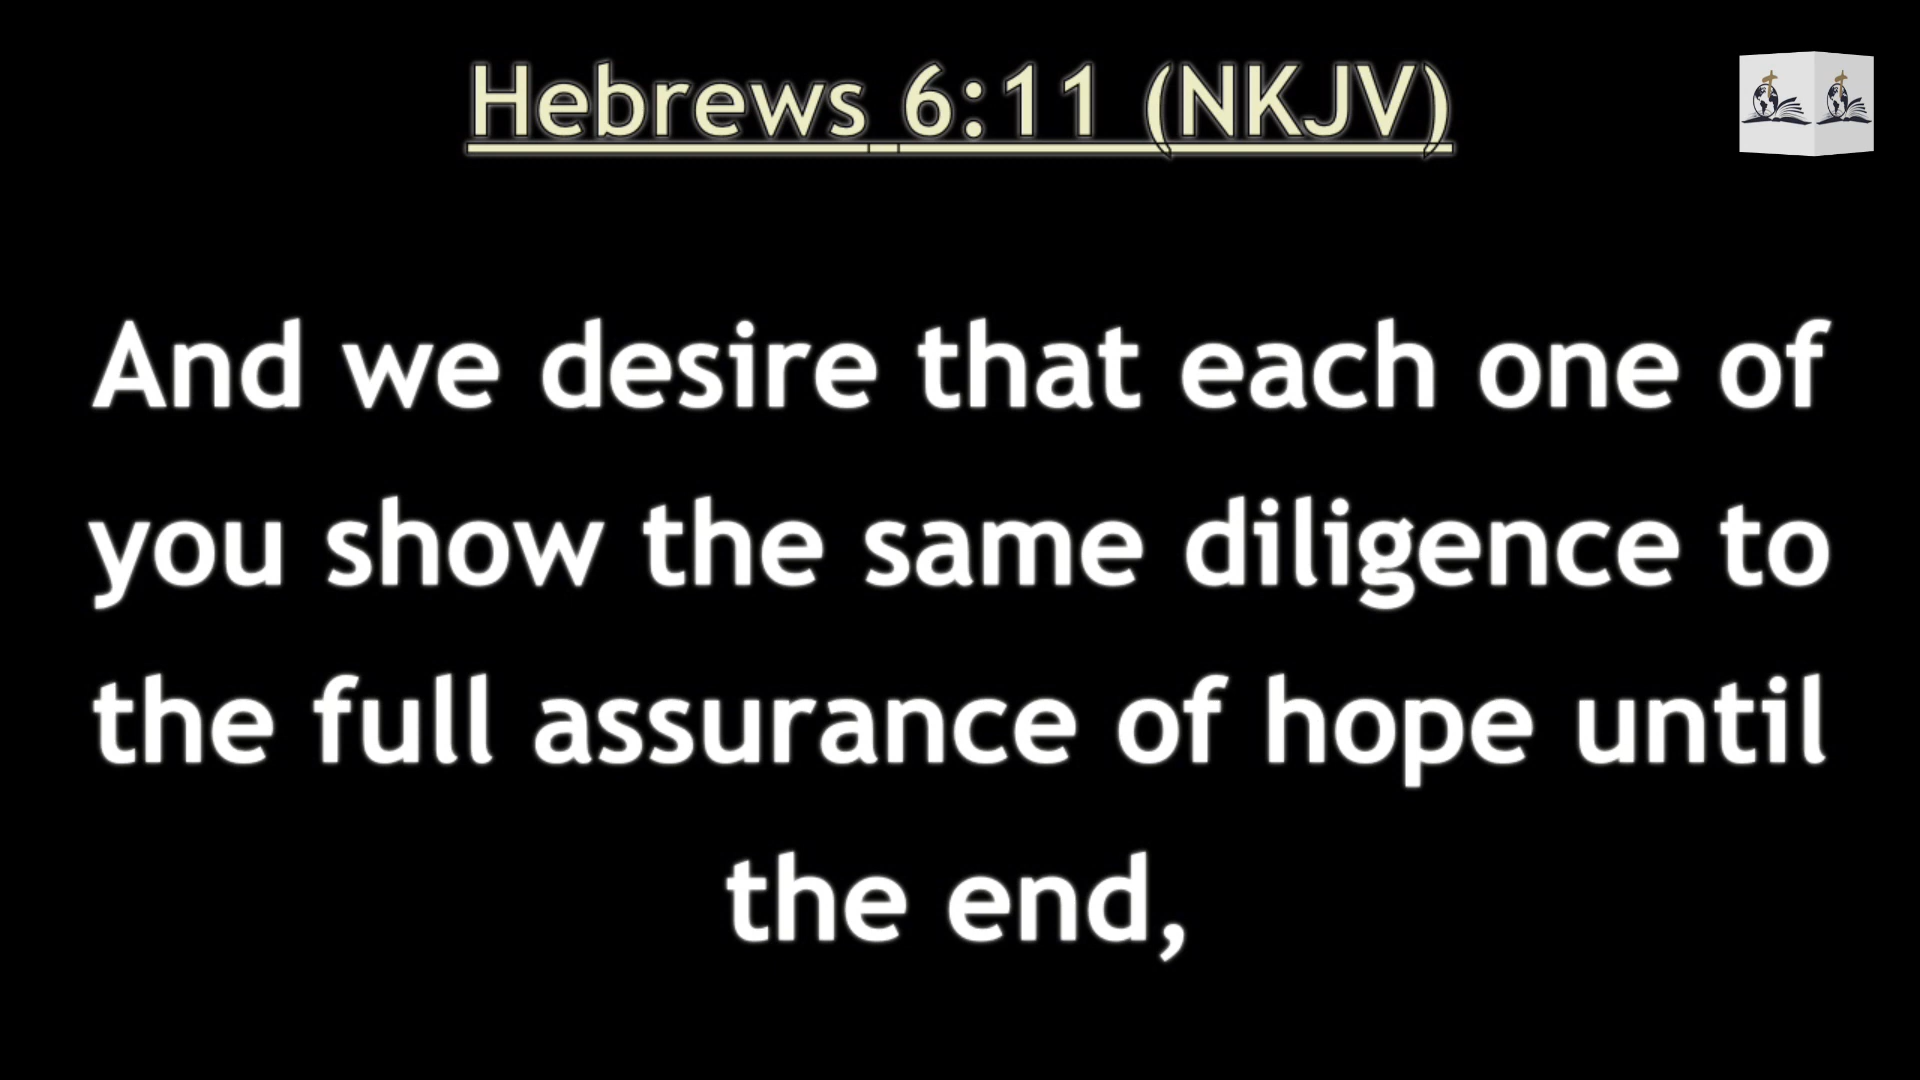 Hebrews 6:11 (NKJV)
And we desire that each one of
you show the same diligence to
the full assurance of hope until
the end,